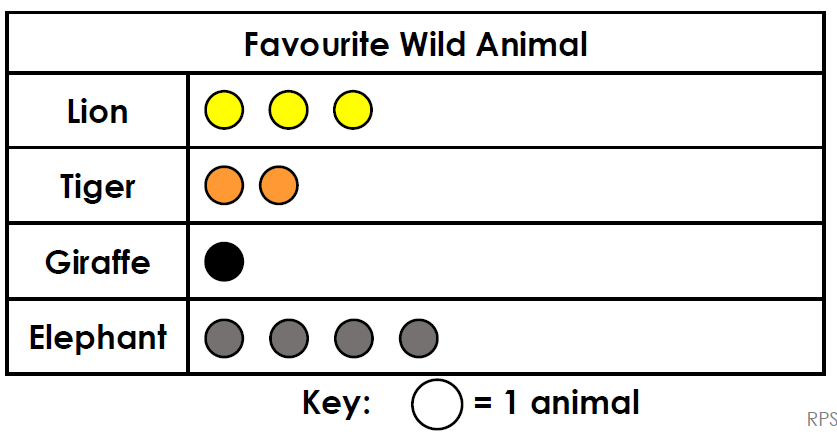 Favourite Wild Animal
Lion
Tiger
Giraffe
Elephant
Key: = 1 animal
RPS